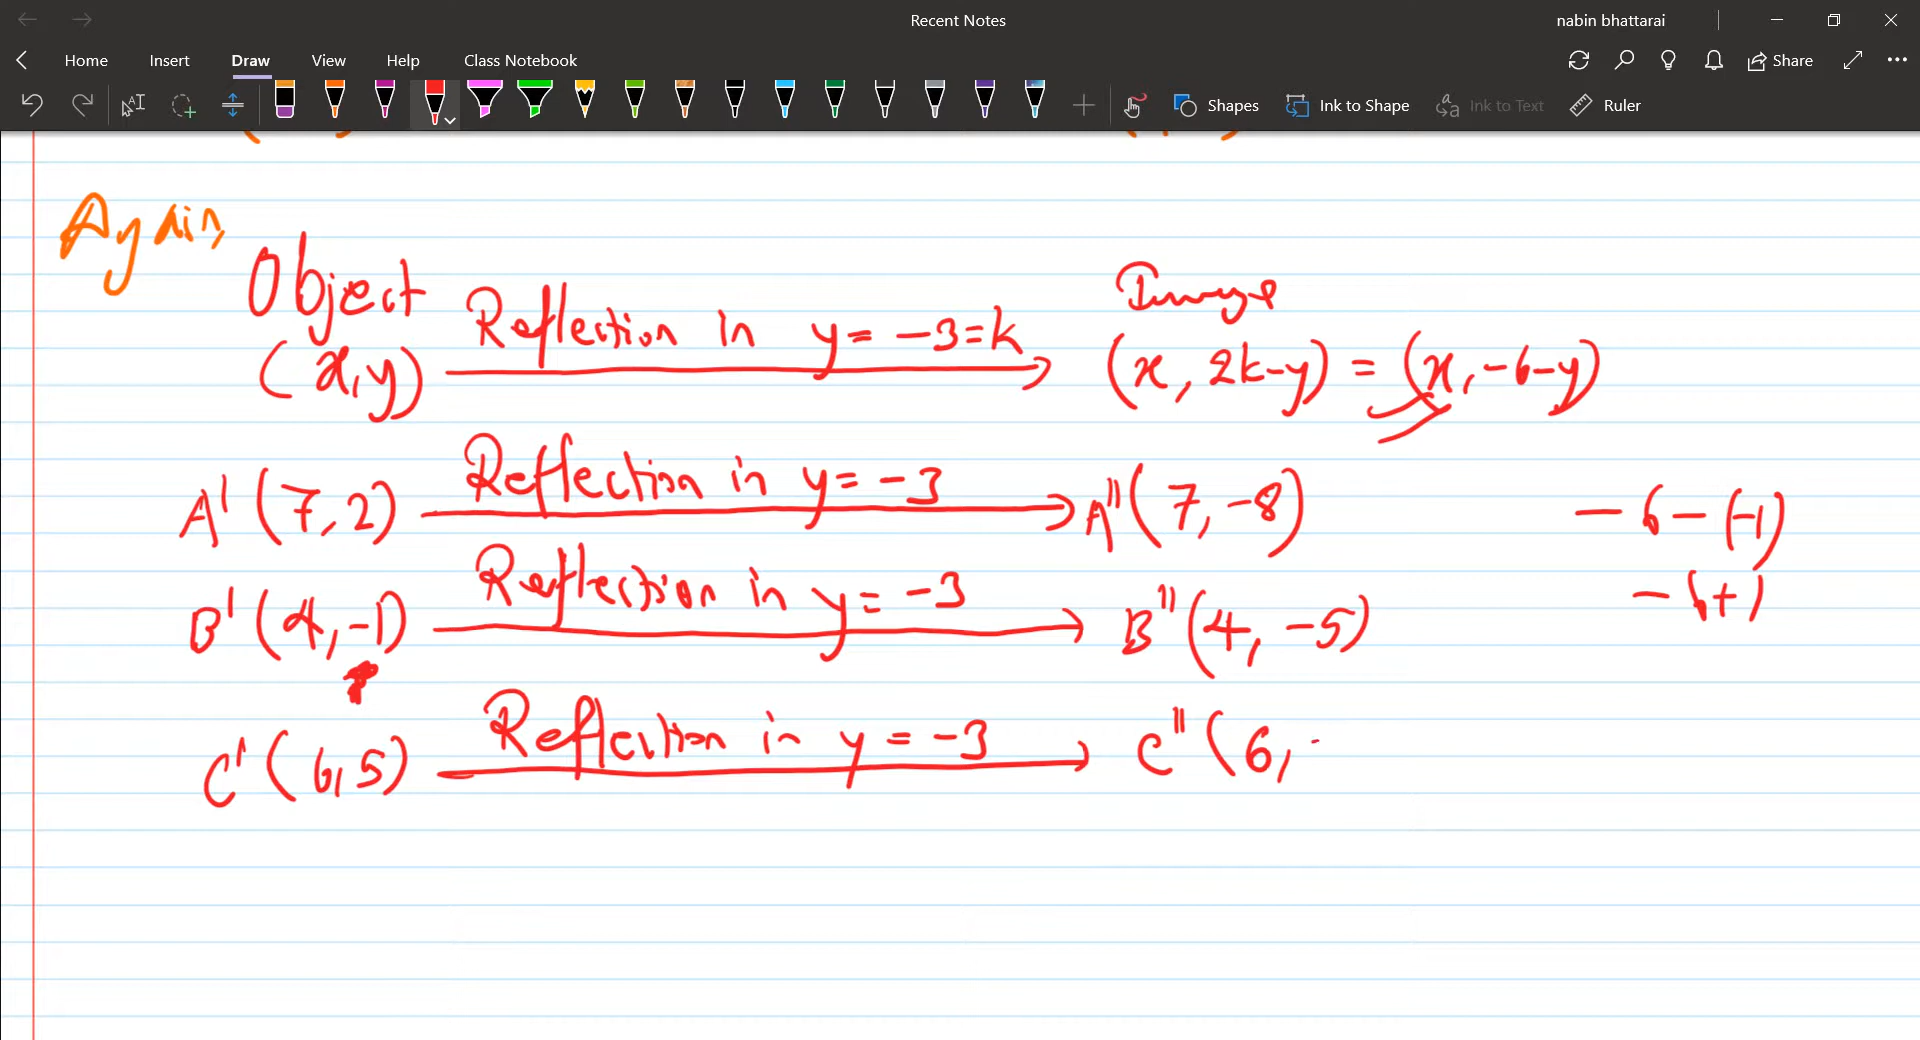 Recent Notes
nabin bhattarai
Home Insert Draw View Help Class Notebook
Share
Shapes Ink to Shape Ink to Text Ruler
Again,
Object
Image
Reflection in y = -3 = k
(x, y)
(x, 2k-y) = (x, -6-y)
A' (7, 2) Reflection in y = -3 A'' (7, -8)
-6-(-1)
B' (4, -1) Reflection in y = -3 B'' (4, -5)
-6+1
C' (6, 5) Reflection in y = -3 C'' (6,